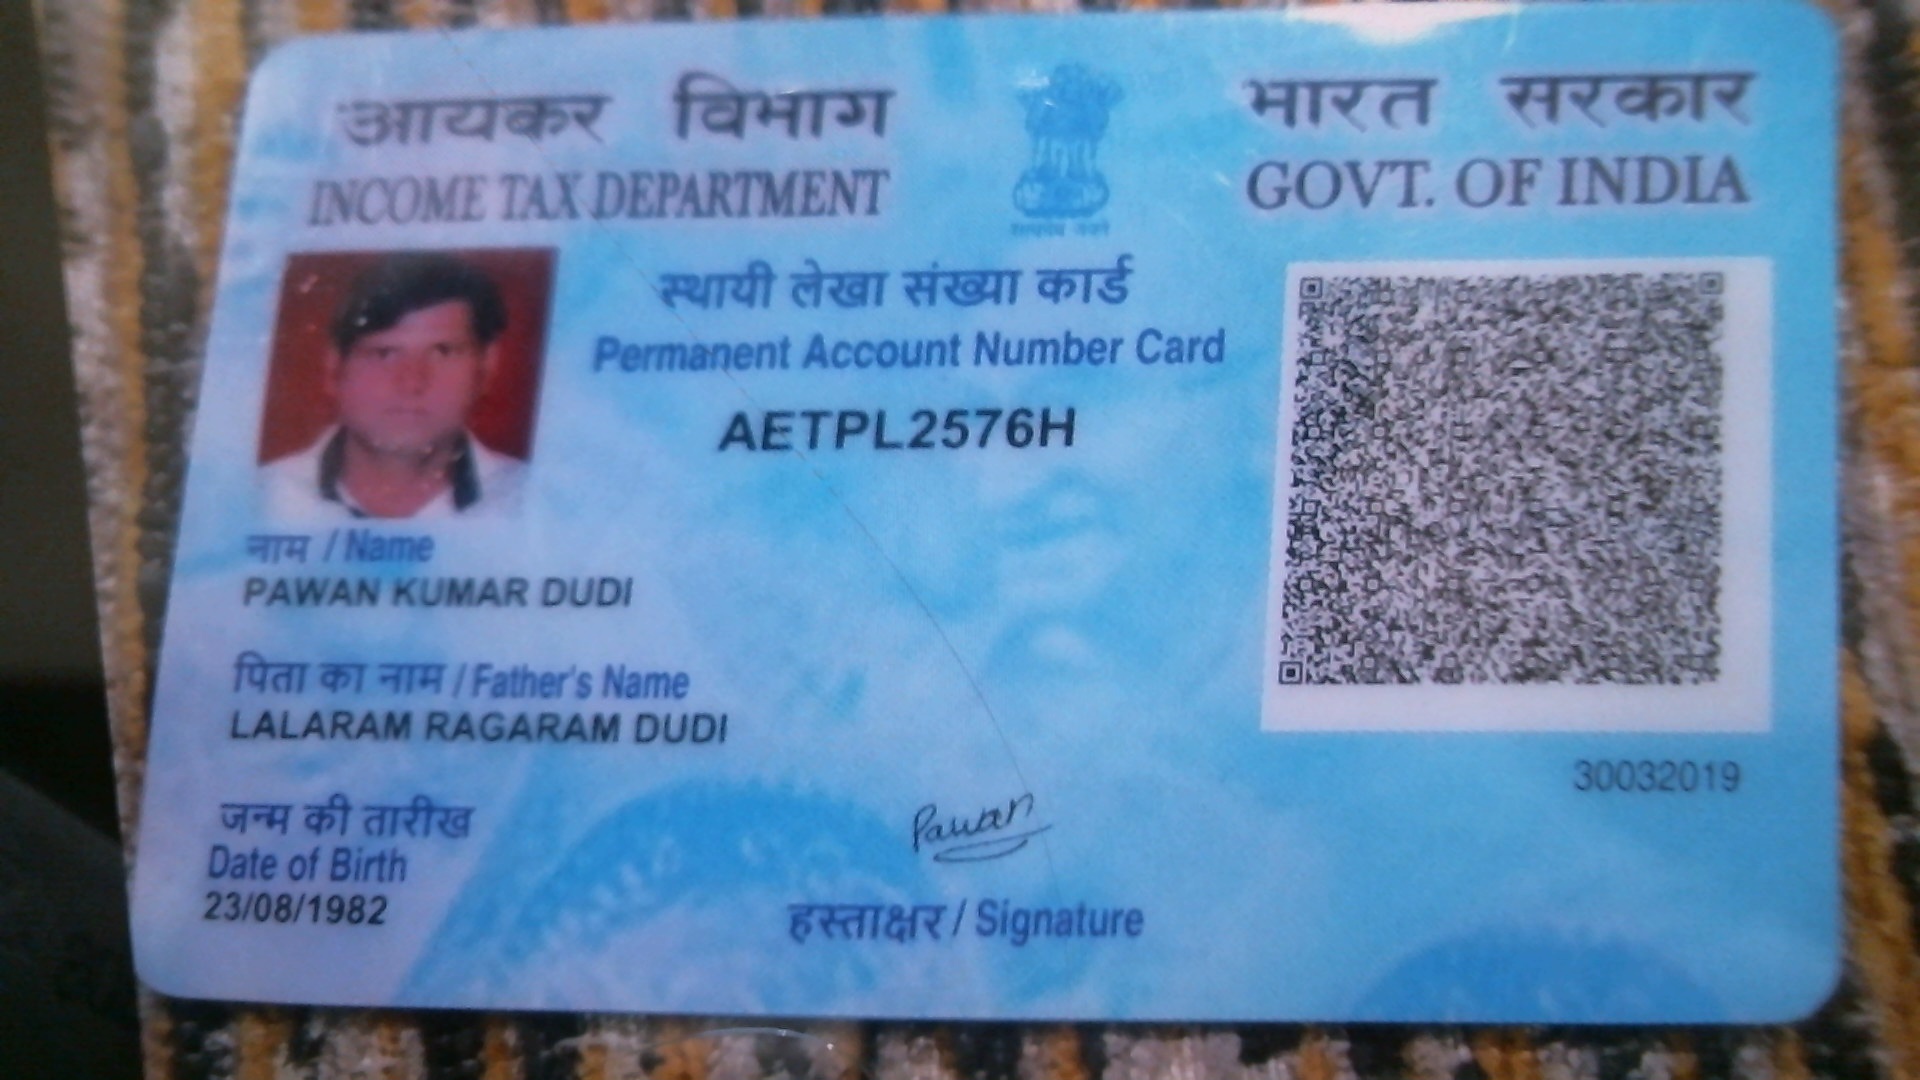 आयकर विभाग
INCOME TAX DEPARTMENT
भारत सरकार
GOVT. OF INDIA
स्थायी लेखा संख्या कार्ड
Permanent Account Number Card
AETPL2576H
नाम / Name
PAWAN KUMAR DUDI
पिता का नाम / Father's Name
LALARAM RAGARAM DUDI
जन्म की तारीख
Date of Birth
23/08/1982
Pawan
हस्ताक्षर / Signature
30032019